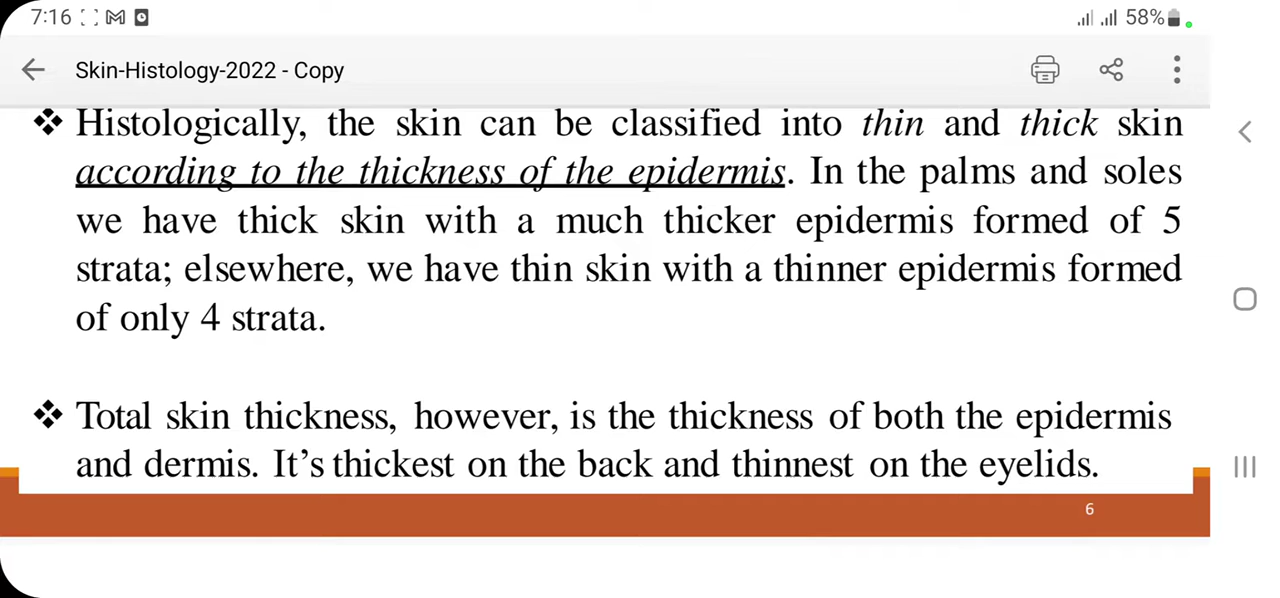 7:16
58%
Skin-Histology-2022 - Copy
❖ Histologically, the skin can be classified into thin and thick skin
according to the thickness of the epidermis. In the palms and soles
we have thick skin with a much thicker epidermis formed of 5
strata; elsewhere, we have thin skin with a thinner epidermis formed
of only 4 strata.
❖ Total skin thickness, however, is the thickness of both the epidermis
and dermis. It’s thickest on the back and thinnest on the eyelids.
6